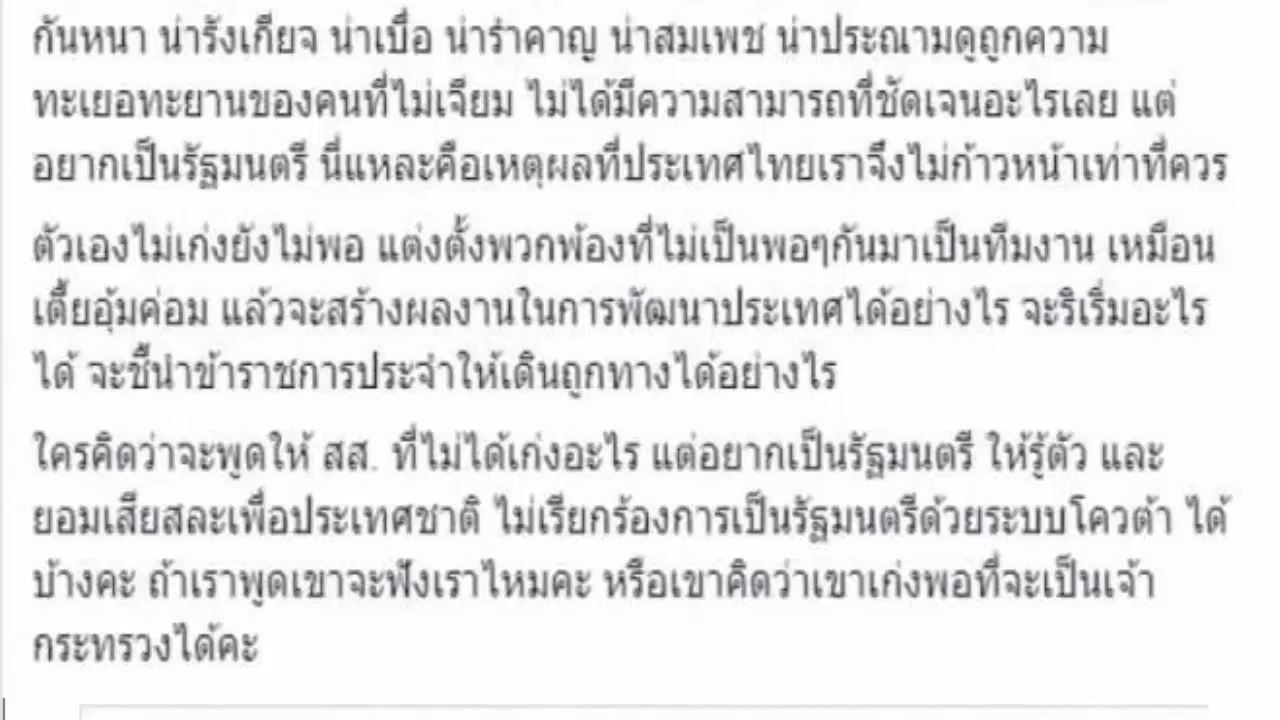 กันหนา น่ารังเกียจ น่าเบื่อ น่ารำคาญ น่าสมเพช น่าประณามดูถูกความ
ทะเยอทะยานของคนที่ไม่เจียม ไม่ได้มีความสามารถที่ชัดเจนอะไรเลย แต่
อยากเป็นรัฐมนตรี นี่แหละคือเหตุผลที่ประเทศไทยเราจึงไม่ก้าวหน้าเท่าที่ควร
ตัวเองไม่เก่งยังไม่พอ แต่งตั้งพวกพ้องที่ไม่เป็นพอๆกันมาเป็นทีมงาน เหมือน
เตี้ยอุ้มค่อม แล้วจะสร้างผลงานในการพัฒนาประเทศได้อย่างไร จะริเริ่มอะไร
ได้ จะชี้นำข้าราชการประจำให้เดินถูกทางได้อย่างไร
ใครคิดว่าจะพูดให้ สส. ที่ไม่ได้เก่งอะไร แต่อยากเป็นรัฐมนตรี ให้รู้ตัว และ
ยอมเสียสละเพื่อประเทศชาติ ไม่เรียกร้องการเป็นรัฐมนตรีด้วยระบบโควต้า ได้
บ้างคะ ถ้าเราพูดเขาจะฟังเราไหมคะ หรือเขาคิดว่าเขาเก่งพอที่จะเป็นเจ้า
กระทรวงได้คะ